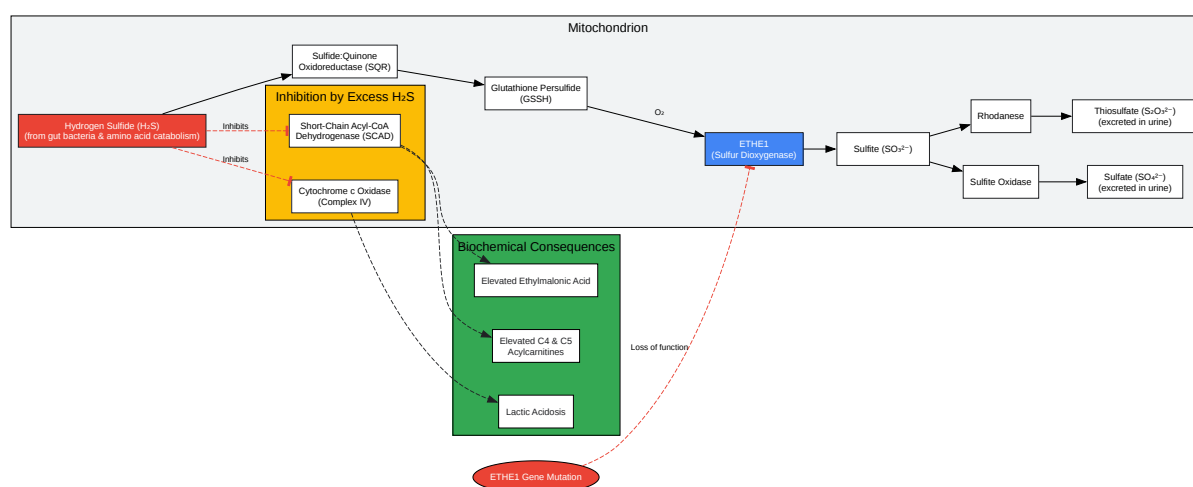 Mitochondrion
Sulfide:Quinone
Oxidoreductase (SQR)
Glutathione Persulfide
(GSSH)
Inhibition by Excess H₂S
Hydrogen Sulfide (H₂S)
(from gut bacteria & amino acid catabolism)
Inhibits
Inhibits
Short-Chain Acyl-CoA
Dehydrogenase (SCAD)
Cytochrome c Oxidase
(Complex IV)
O₂
ETHE1
(Sulfur Dioxygenase)
Sulfite (SO₃²⁻)
Rhodanese
Thiosulfate (S₂O₃²⁻)
(excreted in urine)
Sulfite Oxidase
Sulfate (SO₄²⁻)
(excreted in urine)
Biochemical Consequences
Elevated Ethylmalonic Acid
Elevated C4 & C5
Acylcarnitines
Lactic Acidosis
Loss of function
ETHE1 Gene Mutation